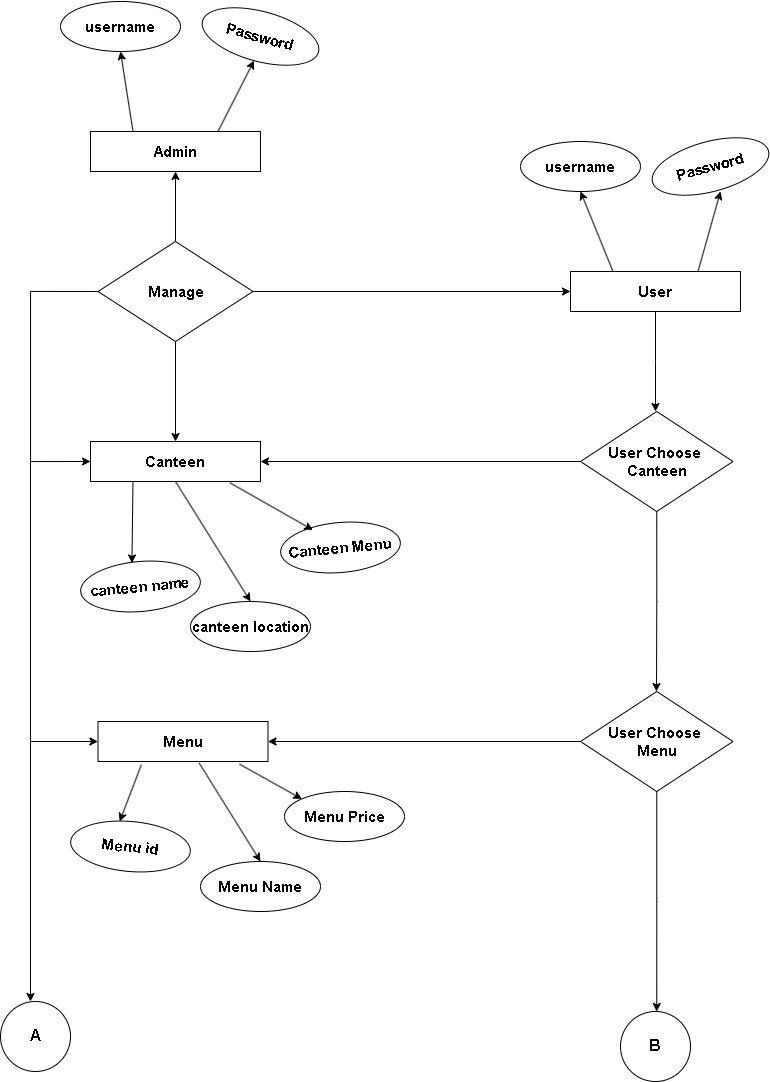 username
Password
Admin
username
Password
Manage
User
User Choose
Canteen
Canteen
Canteen Menu
canteen name
canteen location
User Choose
Menu
Menu
Menu Price
Menu id
Menu Name
A
B